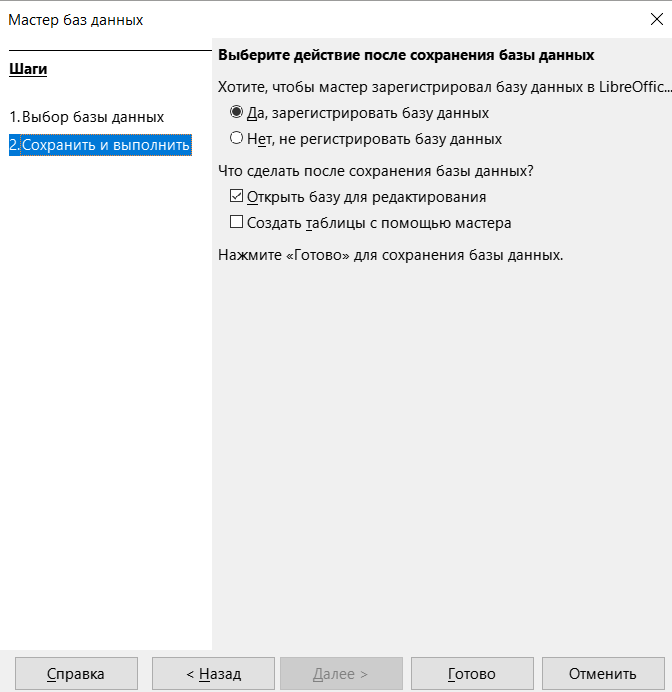 Мастер баз данных
Шаги
1. Выбор базы данных
2. Сохранить и выполнить
Выберите действие после сохранения базы данных
Хотите, чтобы мастер зарегистрировал базу данных в LibreOffic...
Да, зарегистрировать базу данных
Нет, не регистрировать базу данных
Что сделать после сохранения базы данных?
Открыть базу для редактирования
Создать таблицы с помощью мастера
Нажмите «Готово» для сохранения базы данных.
Справка
< Назад
Далее >
Готово
Отменить